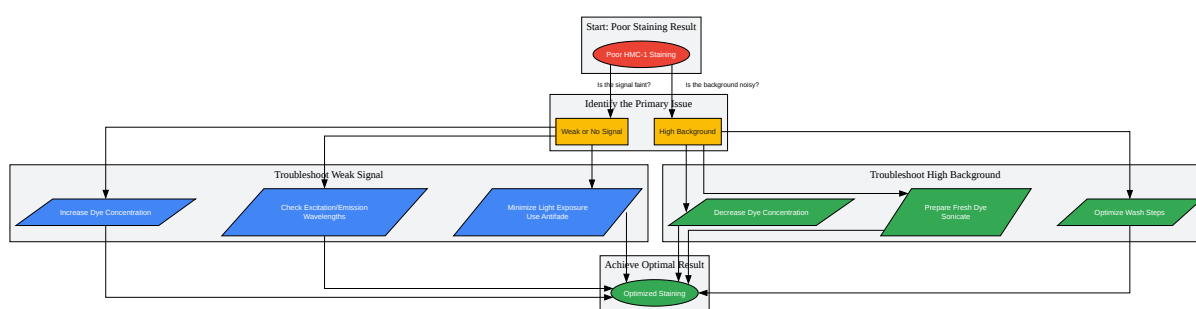 Start: Poor Staining Result
Poor HMC-1 Staining
Is the signal faint?
Is the background noisy?
Identify the Primary Issue
Weak or No Signal
High Background
Troubleshoot Weak Signal
Increase Dye Concentration
Check Excitation/Emission
Wavelengths
Minimize Light Exposure
Use Antifade
Troubleshoot High Background
Decrease Dye Concentration
Prepare Fresh Dye
Sonicate
Optimize Wash Steps
Achieve Optimal Result
Optimized Staining